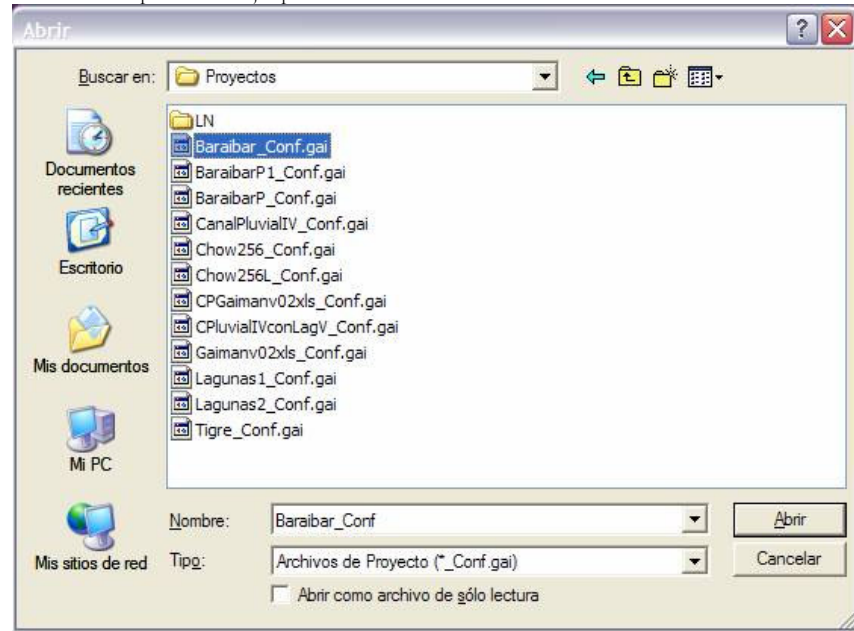 Abrir
Buscar en: Proyectos
LN
Baraibar_Conf.gai
BaraibarP1_Conf.gai
BaraibarP_Conf.gai
CanalPluvialIV_Conf.gai
Chow256_Conf.gai
Chow256L_Conf.gai
CPGaimanv02xls_Conf.gai
CPluvialIVconLagV_Conf.gai
Gaimanv02xls_Conf.gai
Lagunas1_Conf.gai
Lagunas2_Conf.gai
Tigre_Conf.gai
Documentos
recientes
Escritorio
Mis documentos
Mi PC
Mis sitios de red
Nombre: Baraibar_Conf Abrir
Tipo: Archivos de Proyecto (*_Conf.gai) Cancelar
Abrir como archivo de sólo lectura